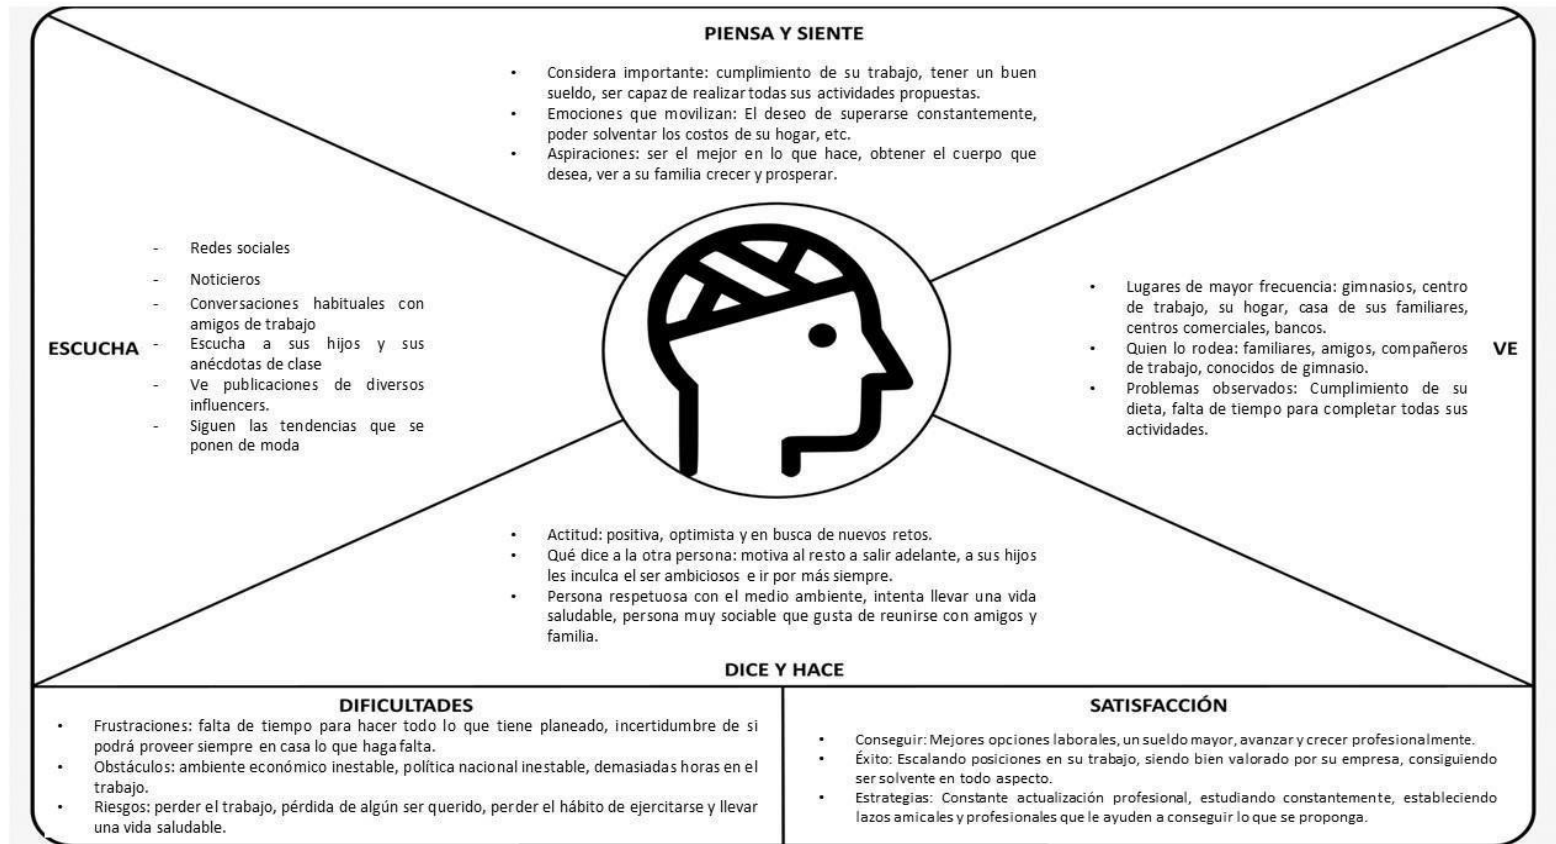 PIENSA Y SIENTE
• Considera importante: cumplimiento de su trabajo, tener un buen
sueldo, ser capaz de realizar todas sus actividades propuestas.
• Emociones que movilizan: El deseo de superarse constantemente,
poder solventar los costos de su hogar, etc.
• Aspiraciones: ser el mejor en lo que hace, obtener el cuerpo que
desea, ver a su familia crecer y prosperar.
ESCUCHA
- Redes sociales
- Noticieros
- Conversaciones habituales con
amigos de trabajo
- Escucha a sus hijos y sus
anécdotas de clase
- Ve publicaciones de diversos
influencers.
- Siguen las tendencias que se
ponen de moda
VE
• Lugares de mayor frecuencia: gimnasios, centro
de trabajo, su hogar, casa de sus familiares,
centros comerciales, bancos.
• Quien lo rodea: familiares, amigos, compañeros
de trabajo, conocidos de gimnasio.
• Problemas observados: Cumplimiento de su
dieta, falta de tiempo para completar todas sus
actividades.
• Actitud: positiva, optimista y en busca de nuevos retos.
• Qué dice a la otra persona: motiva al resto a salir adelante, a sus hijos
les inculca el ser ambiciosos e ir por más siempre.
• Persona respetuosa con el medio ambiente, intenta llevar una vida
saludable, persona muy sociable que gusta de reunirse con amigos y
familia.
DICE Y HACE
DIFICULTADES
• Frustraciones: falta de tiempo para hacer todo lo que tiene planeado, incertidumbre de si
podrá proveer siempre en casa lo que haga falta.
• Obstáculos: ambiente económico inestable, política nacional inestable, demasiadas horas en el
trabajo.
• Riesgos: perder el trabajo, pérdida de algún ser querido, perder el hábito de ejercitarse y llevar
una vida saludable.
SATISFACCIÓN
• Conseguir: Mejores opciones laborales, un sueldo mayor, avanzar y crecer profesionalmente.
• Éxito: Escalando posiciones en su trabajo, siendo bien valorado por su empresa, consiguiendo
ser solvente en todo aspecto.
• Estrategias: Constante actualización profesional, estudiando constantemente, estableciendo
lazos amicales y profesionales que le ayuden a conseguir lo que se proponga.